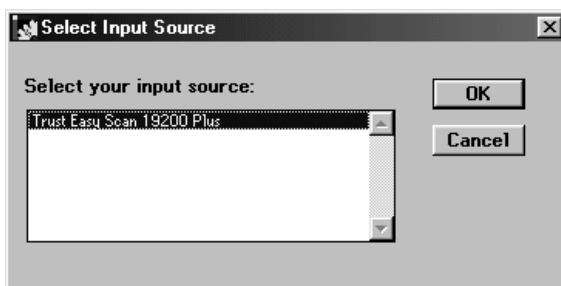 Select Input Source
Select your input source:
Trust Easy Scan 19200 Plus
OK
Cancel